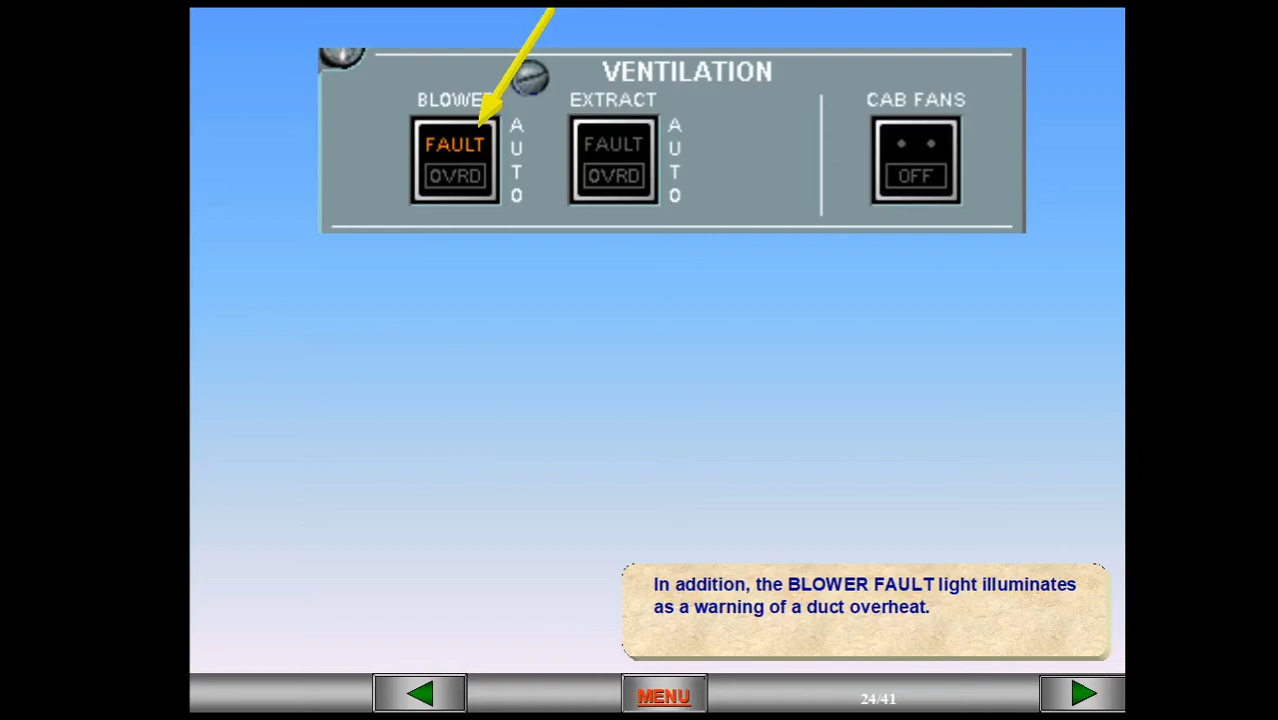 VENTILATION
BLOWER
EXTRACT
CAB FANS
FAULT
OVRD
A
U
T
O
FAULT
OVRD
A
U
T
O
OFF
In addition, the BLOWER FAULT light illuminates
as a warning of a duct overheat.
MENU
24/41